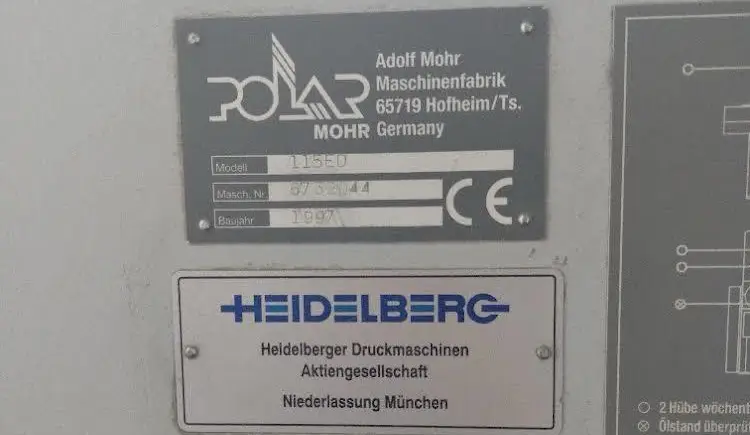 POLAR
MOHR
Adolf Mohr
Maschinenfabrik
65719 Hofheim/Ts.
Germany
Modell 115ED
Masch. Nr
Baujahr 1997
CE
HEIDELBERG
Heidelberger Druckmaschinen
Aktiengesellschaft
Niederlassung München
2 Hübe wöchent
Ölstand überprü